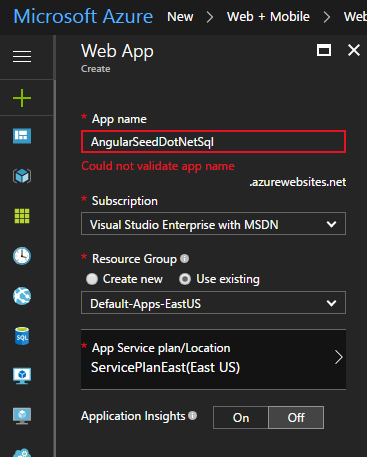 Microsoft Azure New > Web + Mobile > Web
Web App
Create
* App name
AngularSeedDotNetSql
Could not validate app name
.azurewebsites.net
* Subscription
Visual Studio Enterprise with MSDN
* Resource Group
Create new Use existing
Default-Apps-EastUS
* App Service plan/Location
ServicePlanEast(East US)
Application Insights On Off
SQL